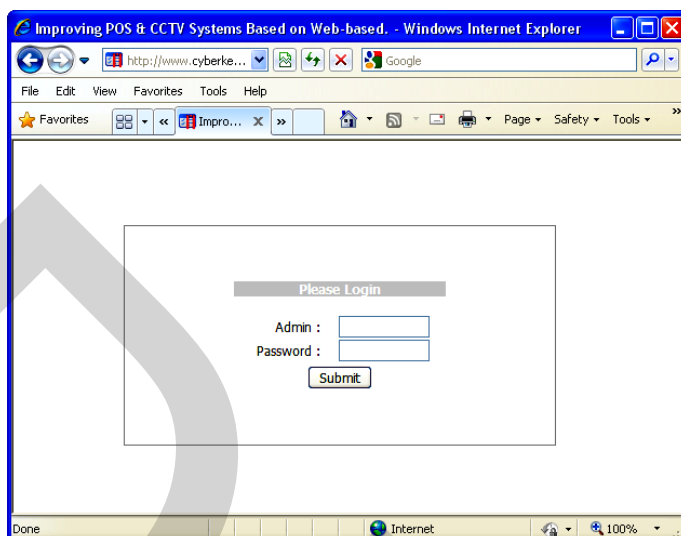 Improving POS & CCTV Systems Based on Web-based. - Windows Internet Explorer
http://www.cyberke... Google
File Edit View Favorites Tools Help
Favorites « Impro... X » Page Safety Tools »
Please Login
Admin :
Password :
Submit
Done Internet 100%